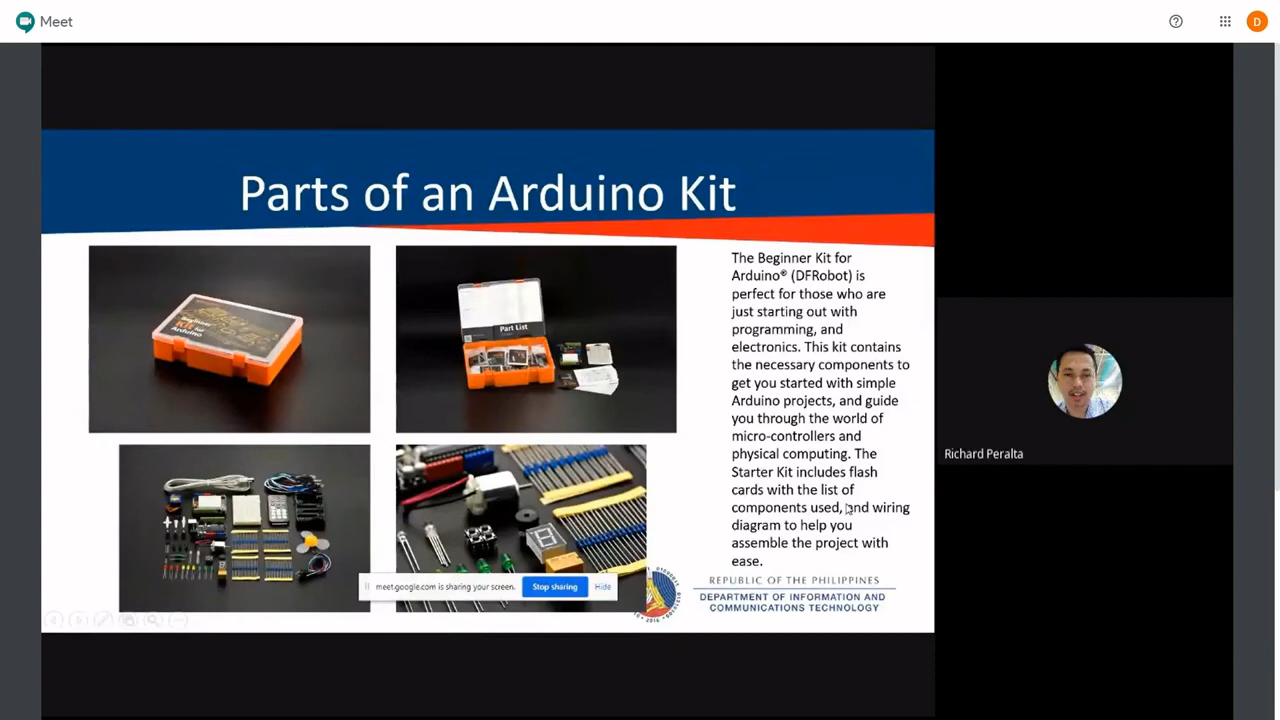 Meet
D
Parts of an Arduino Kit
Beginner
Kit for
Arduino
Part List
The Beginner Kit for
Arduino® (DFRobot) is
perfect for those who are
just starting out with
programming, and
electronics. This kit contains
the necessary components to
get you started with simple
Arduino projects, and guide
you through the world of
micro-controllers and
physical computing. The
Starter Kit includes flash
cards with the list of
components used, and wiring
diagram to help you
assemble the project with
ease.
Richard Peralta
meet.google.com is sharing your screen.
Stop sharing
Hide
REPUBLIC OF THE PHILIPPINES
DEPARTMENT OF INFORMATION AND
COMMUNICATIONS TECHNOLOGY
2016